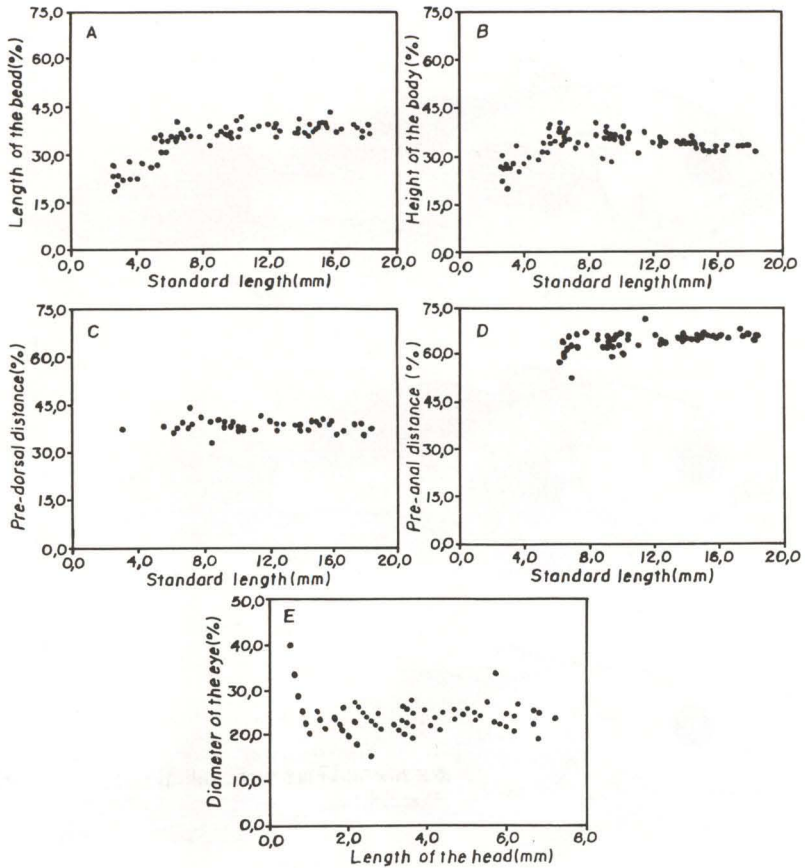 75,0
60,0
45,0
30,0
15,0
0,0
A
Length of the bead(%)
0,0 4,0 8,0 12,0 16,0 20,0
Standard length(mm)
75,0
60,0
45,0
30,0
15,0
0,0
B
Height of the body(%)
0,0 4,0 8,0 12,0 16,0 20,0
Standard length(mm)
75,0
60,0
45,0
30,0
15,0
0,0
C
Pre-dorsal distance(%)
0,0 4,0 8,0 12,0 16,0 20,0
Standard length(mm)
75,0
60,0
45,0
30,0
15,0
0,0
D
Pre-anal distance (%)
0,0 4,0 8,0 12,0 16,0 20,0
Standard length(mm)
50,0
40,0
30,0
20,0
10,0
0,0
E
Diameter of the eye(%)
0,0 2,0 4,0 6,0 8,0
Length of the head(mm)